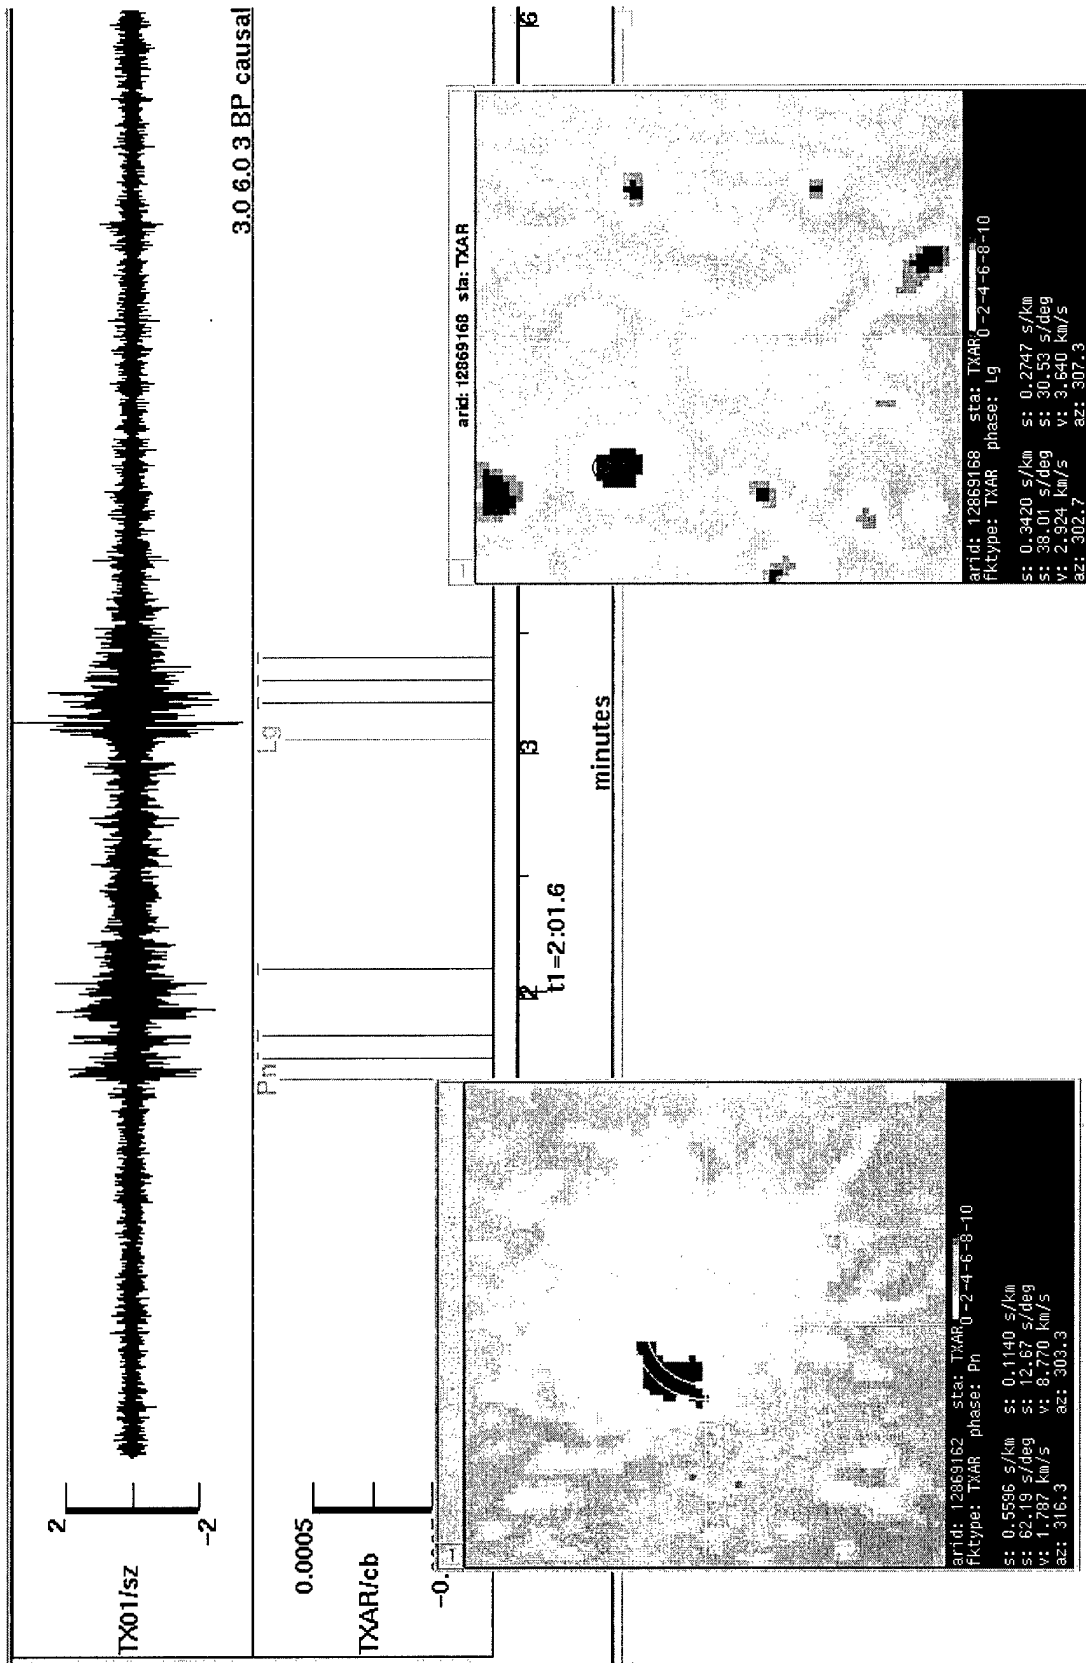 TX01/sz
2
-2
3.0 6.0 3 BP causal
TXAR/cb
0.0005
Pn
Lg
2
3
6
t1=2:01.6
minutes
arid: 12869162 sta: TXAR
fktype: TXAR phase: Pn
0-2-4-6-8-10
s: 0.5596 s/km s: 0.1140 s/km
s: 62.19 s/deg s: 12.67 s/deg
v: 1.787 km/s v: 8.770 km/s
az: 316.3 az: 303.3
arid: 12869168 sta: TXAR
arid: 12869168 sta: TXAR
fktype: TXAR phase: Lg
0-2-4-6-8-10
s: 0.3420 s/km s: 0.2747 s/km
s: 38.01 s/deg s: 30.53 s/deg
v: 2.924 km/s v: 3.640 km/s
az: 302.7 az: 307.3